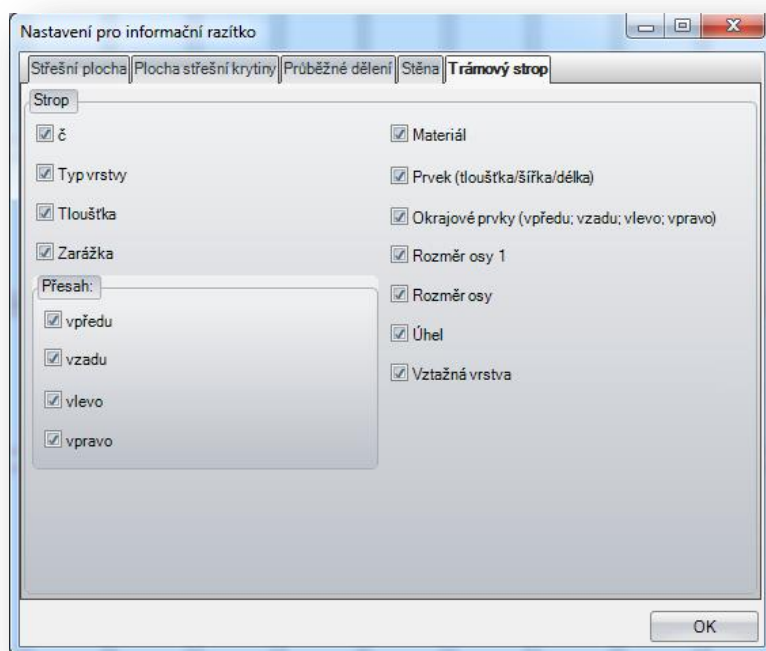 Nastavení pro informační razítko
Střešní plocha Plocha střešní krytiny Průběžné dělení Stěna Trámový strop
Strop
č
Typ vrstvy
Tloušťka
Zarážka
Přesah:
vpředu
vzadu
vlevo
vpravo
Materiál
Prvek (tloušťka/šířka/délka)
Okrajové prvky (vpředu; vzadu; vlevo; vpravo)
Rozměr osy 1
Rozměr osy
Úhel
Vztažná vrstva
OK